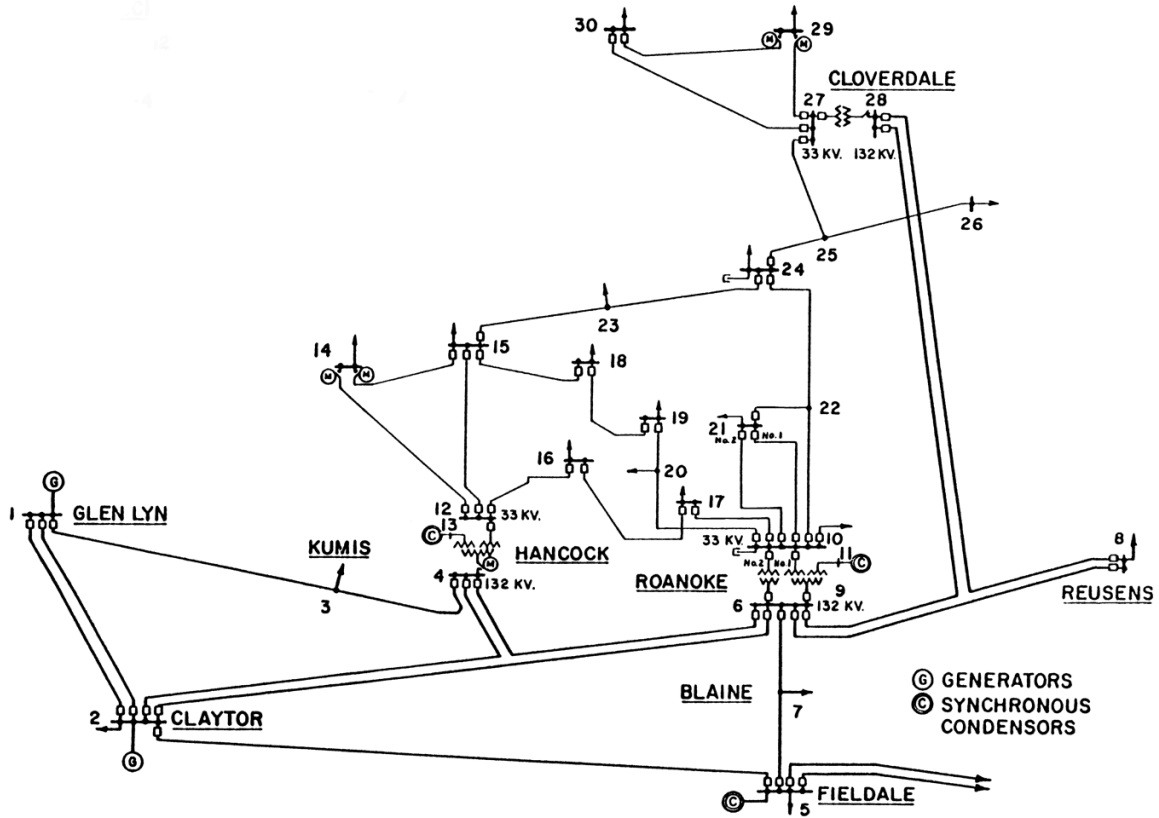 30
29
CLOVERDALE
27
28
33 KV.
132 KV.
26
25
24
23
14
15
18
22
19
21
No. 2
No. 1
16
20
17
1
GLEN LYN
G
12
33 KV.
13
C
HANCOCK
M
KUMIS
4
132 KV.
3
33 KV.
10
11
C
No. 2
No. 1
ROANOKE
9
6
132 KV.
8
REUSENS
BLAINE
7
2
CLAYTOR
G
G GENERATORS
C SYNCHRONOUS
CONDENSORS
C
5
FIELDALE
M
M
M
M